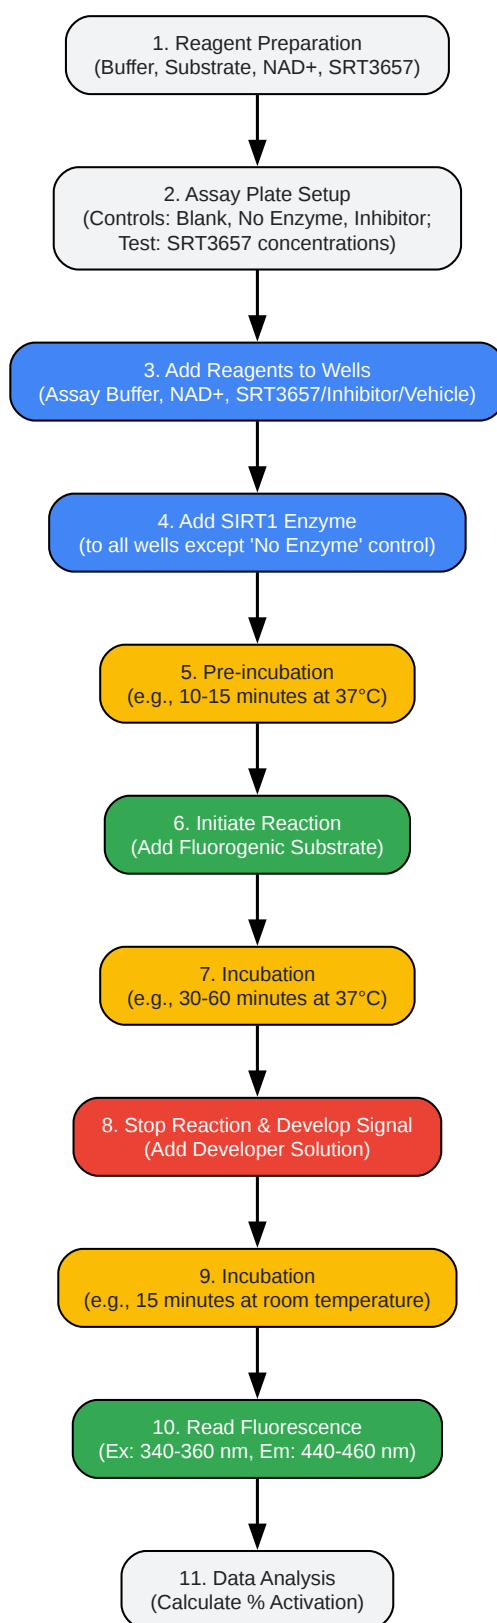 1. Reagent Preparation
(Buffer, Substrate, NAD+, SRT3657)
2. Assay Plate Setup
(Controls: Blank, No Enzyme, Inhibitor;
Test: SRT3657 concentrations)
3. Add Reagents to Wells
(Assay Buffer, NAD+, SRT3657/Inhibitor/Vehicle)
4. Add SIRT1 Enzyme
(to all wells except 'No Enzyme' control)
5. Pre-incubation
(e.g., 10-15 minutes at 37°C)
6. Initiate Reaction
(Add Fluorogenic Substrate)
7. Incubation
(e.g., 30-60 minutes at 37°C)
8. Stop Reaction & Develop Signal
(Add Developer Solution)
9. Incubation
(e.g., 15 minutes at room temperature)
10. Read Fluorescence
(Ex: 340-360 nm, Em: 440-460 nm)
11. Data Analysis
(Calculate % Activation)